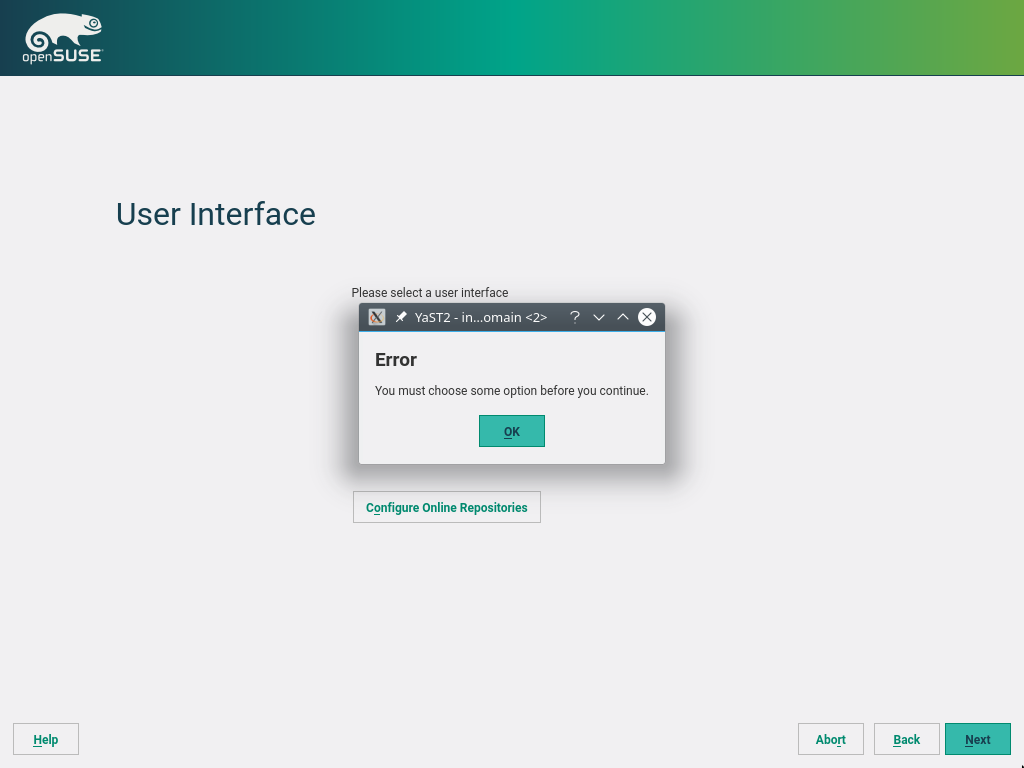 openSUSE
User Interface
Please select a user interface
YaST2 - in...omain <2>
Error
You must choose some option before you continue.
OK
Configure Online Repositories
Help
Abort
Back
Next